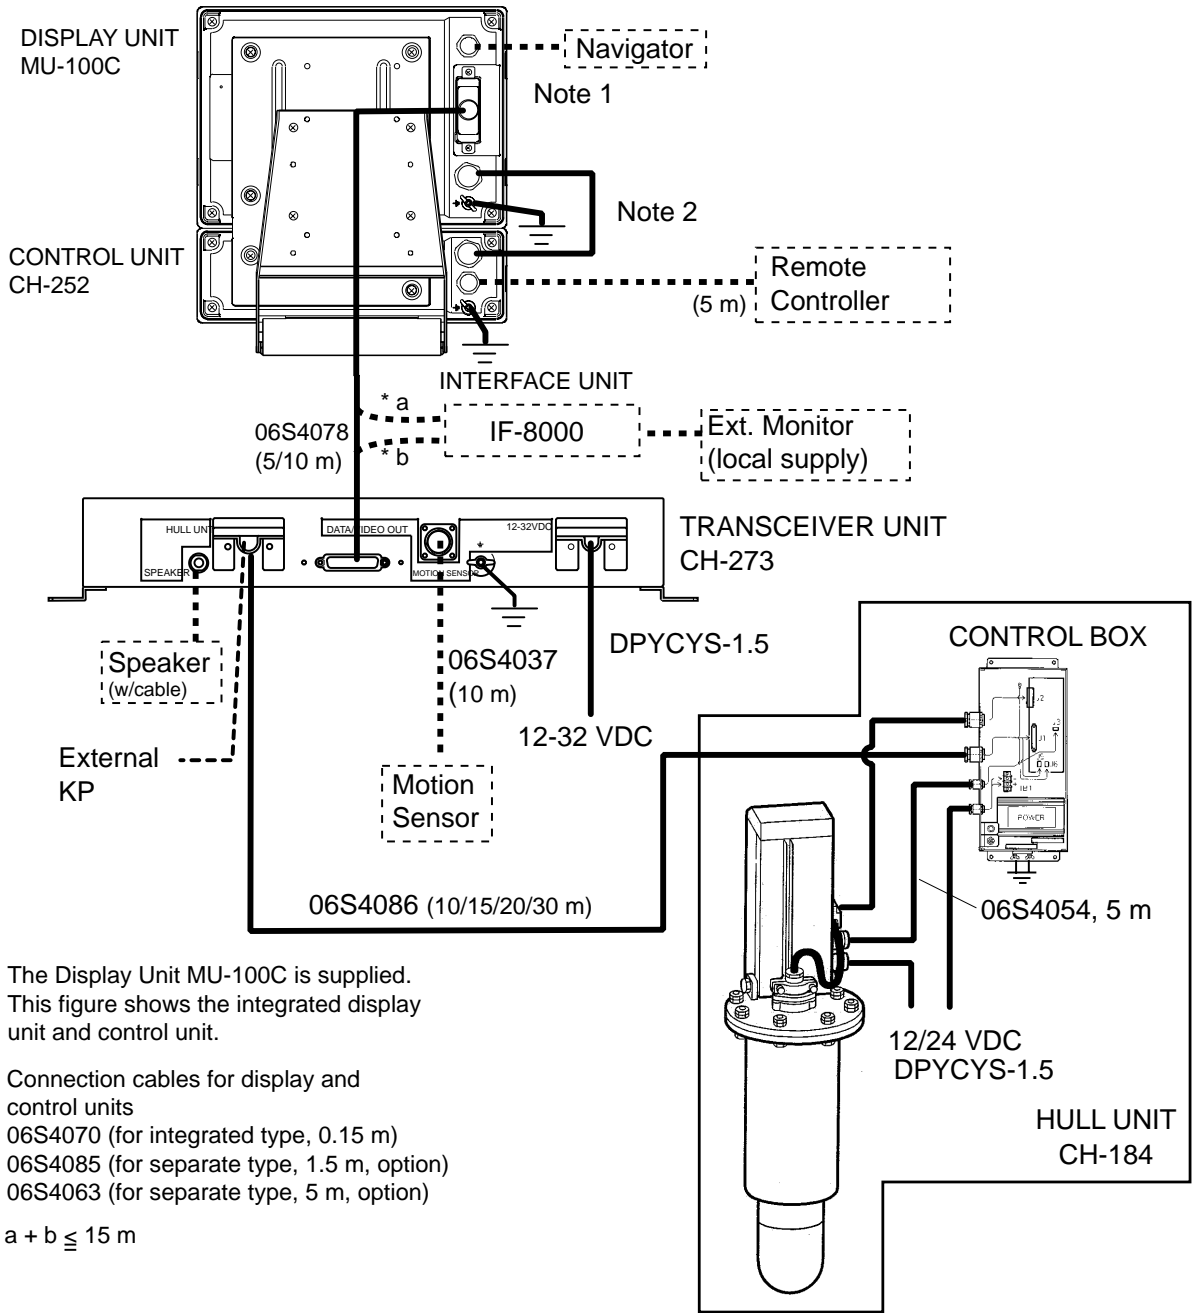 DISPLAY UNIT
MU-100C
Navigator
Note 1
Note 2
CONTROL UNIT
CH-252
Remote
Controller
(5 m)
INTERFACE UNIT
* a
IF-8000
* b
Ext. Monitor
(local supply)
06S4078
(5/10 m)
HULL UNT
DATA/VIDEO OUT
12-32VDC
SPEAKER
MOTION SENSOR
TRANSCEIVER UNIT
CH-273
Speaker
(w/cable)
06S4037
(10 m)
DPYCYS-1.5
12-32 VDC
External
KP
Motion
Sensor
CONTROL BOX
J2
J1
TB1
POWER
06S4086 (10/15/20/30 m)
06S4054, 5 m
12/24 VDC
DPYCYS-1.5
HULL UNIT
CH-184
The Display Unit MU-100C is supplied.
This figure shows the integrated display
unit and control unit.
Connection cables for display and
control units
06S4070 (for integrated type, 0.15 m)
06S4085 (for separate type, 1.5 m, option)
06S4063 (for separate type, 5 m, option)
a + b ≦ 15 m